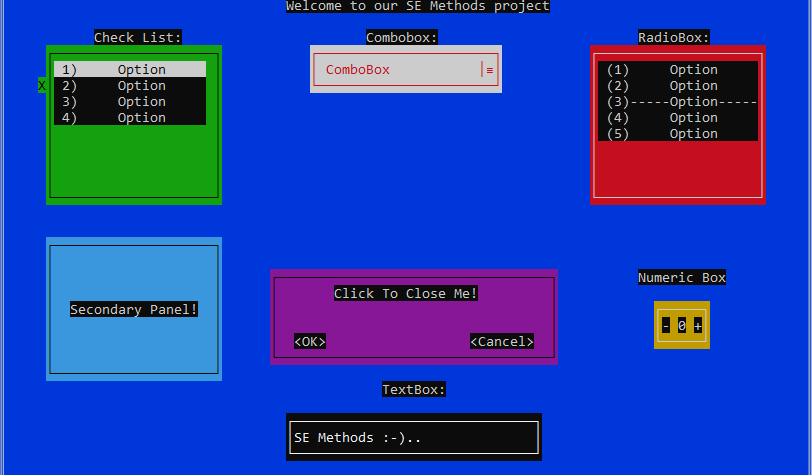 Welcome to our SE Methods project
Check List:
1) Option
X 2) Option
3) Option
4) Option
Combobox:
ComboBox |≡
RadioBox:
(1) Option
(2) Option
(3)-----Option-----
(4) Option
(5) Option
Secondary Panel!
Click To Close Me!
<OK> <Cancel>
Numeric Box
- 0 +
TextBox:
SE Methods :-)..